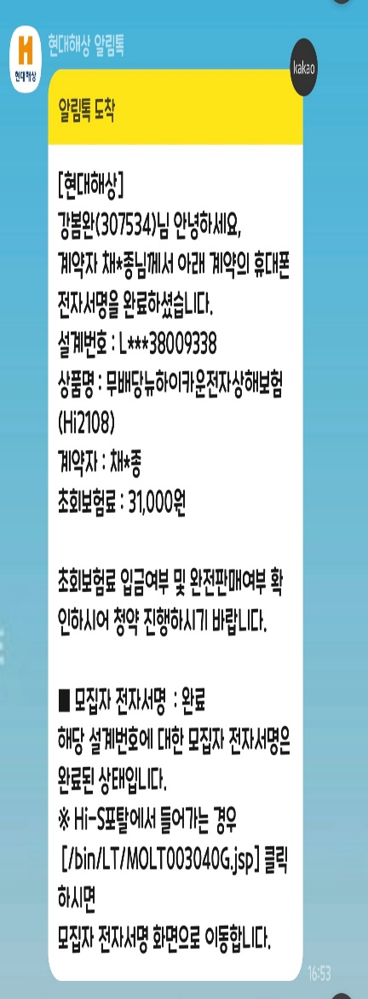 현대해상 알림톡
현대해상
kakao
알림톡 도착
[현대해상]
강봄완(307534)님 안녕하세요,
계약자 채*종님께서 아래 계약의 휴대폰
전자서명을 완료하셨습니다.
설계번호 : L***38009338
상품명 : 무배당뉴하이카운전자상해보험
(Hi2108)
계약자 : 채*종
초회보험료 : 31,000원
초회보험료 입금여부 및 완전판매여부 확
인하시어 청약 진행하시기 바랍니다.
■ 모집자 전자서명 : 완료
해당 설계번호에 대한 모집자 전자서명은
완료된 상태입니다.
※ Hi-S포탈에서 들어가는 경우
[/bin/LT/MOLT003040G.jsp] 클릭
하시면
모집자 전자서명 화면으로 이동합니다.
16:53